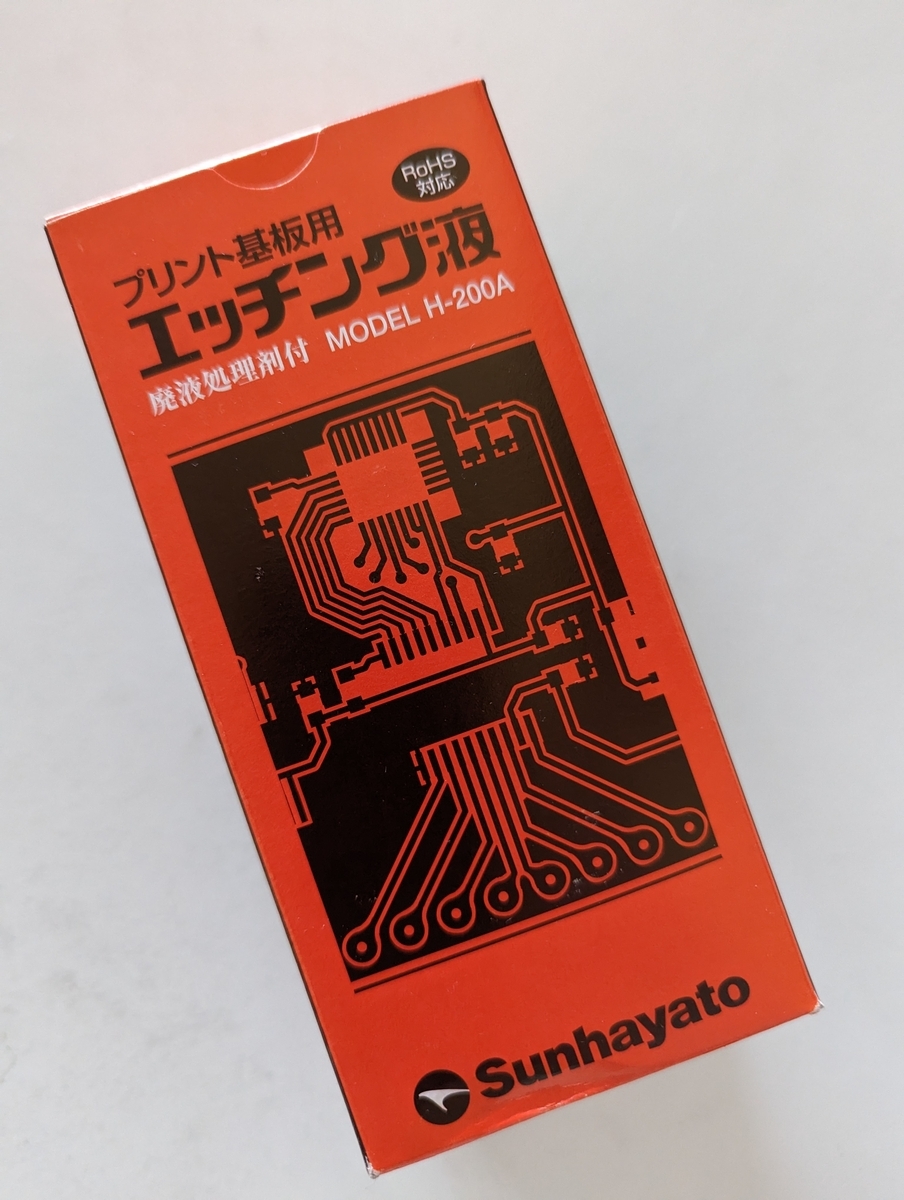 RoHS
対応
プリント基板用
エッチング液
廃液処理剤付 MODEL H-200A
Sunhayato